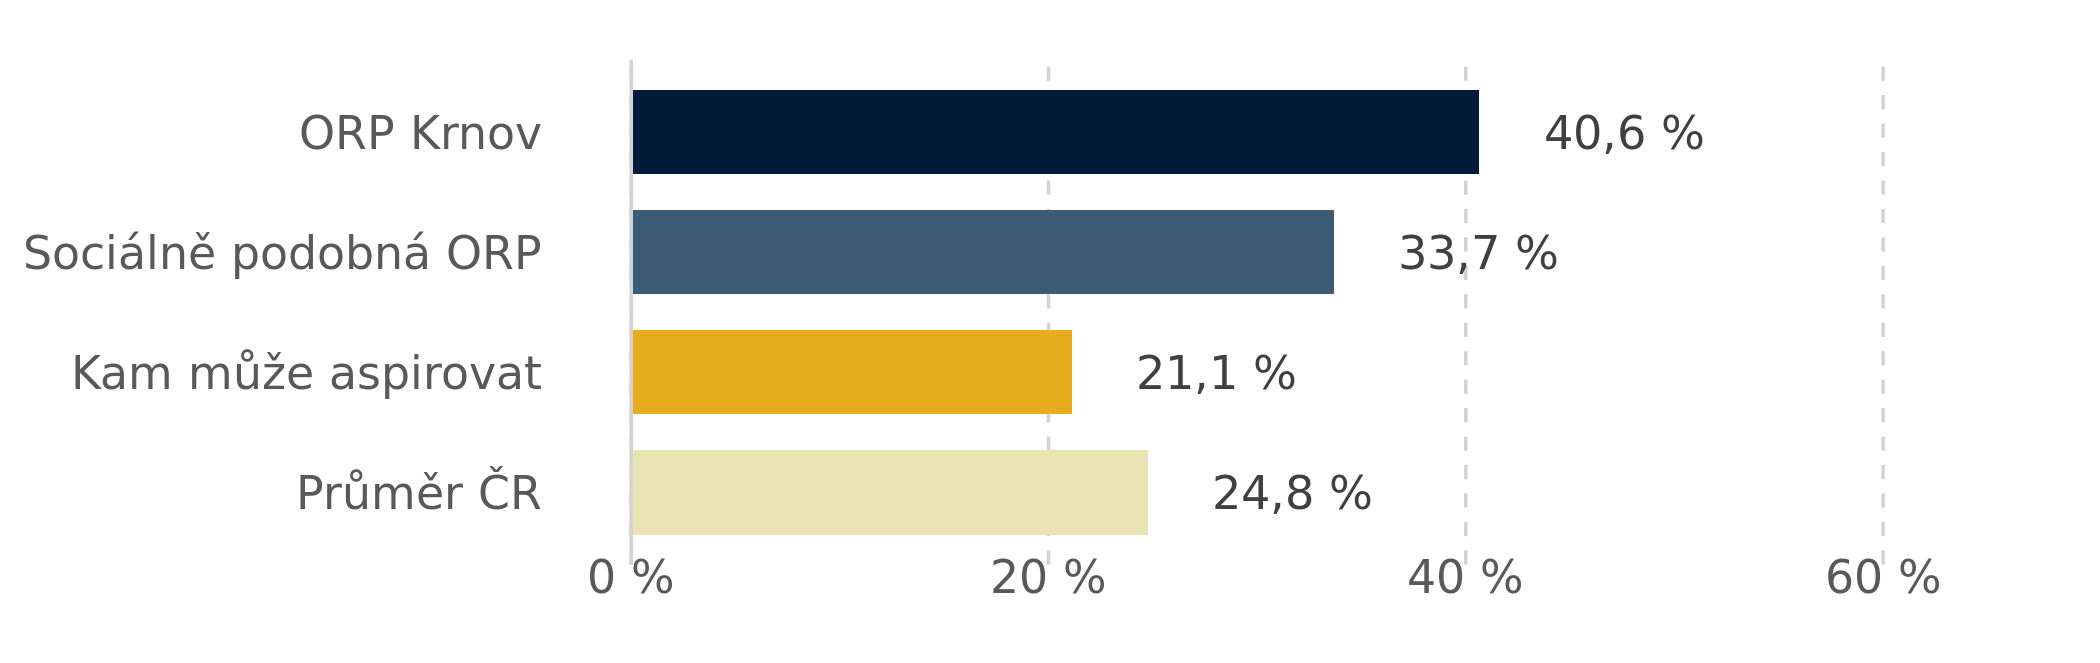 ORP Krnov 40,6 %
Sociálně podobná ORP 33,7 %
Kam může aspirovat 21,1 %
Průměr ČR 24,8 %
0 % 20 % 40 % 60 %